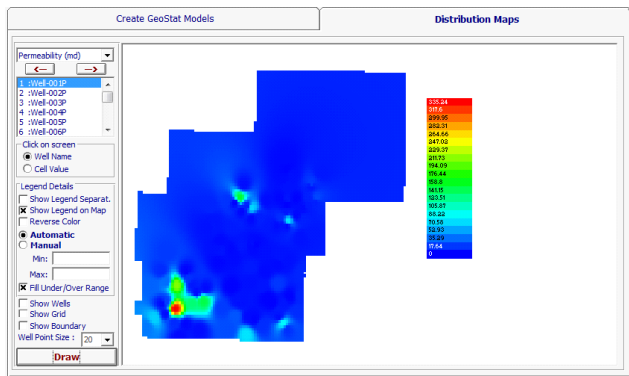 Create GeoStat Models
Distribution Maps
Permeability (md)
<--
-->
1 :Well-001P
2 :Well-002P
3 :Well-003P
4 :Well-004P
5 :Well-005P
6 :Well-006P
Click on screen
Well Name
Cell Value
Legend Details
Show Legend Separat.
Show Legend on Map
Reverse Color
Automatic
Manual
Min:
Max:
Fill Under/Over Range
Show Wells
Show Grid
Show Boundary
Well Point Size : 20
Draw
335.24
317.6
299.95
282.31
264.66
247.02
229.37
211.73
194.09
176.44
158.8
141.15
123.51
105.87
88.22
70.58
52.93
35.29
17.64
0